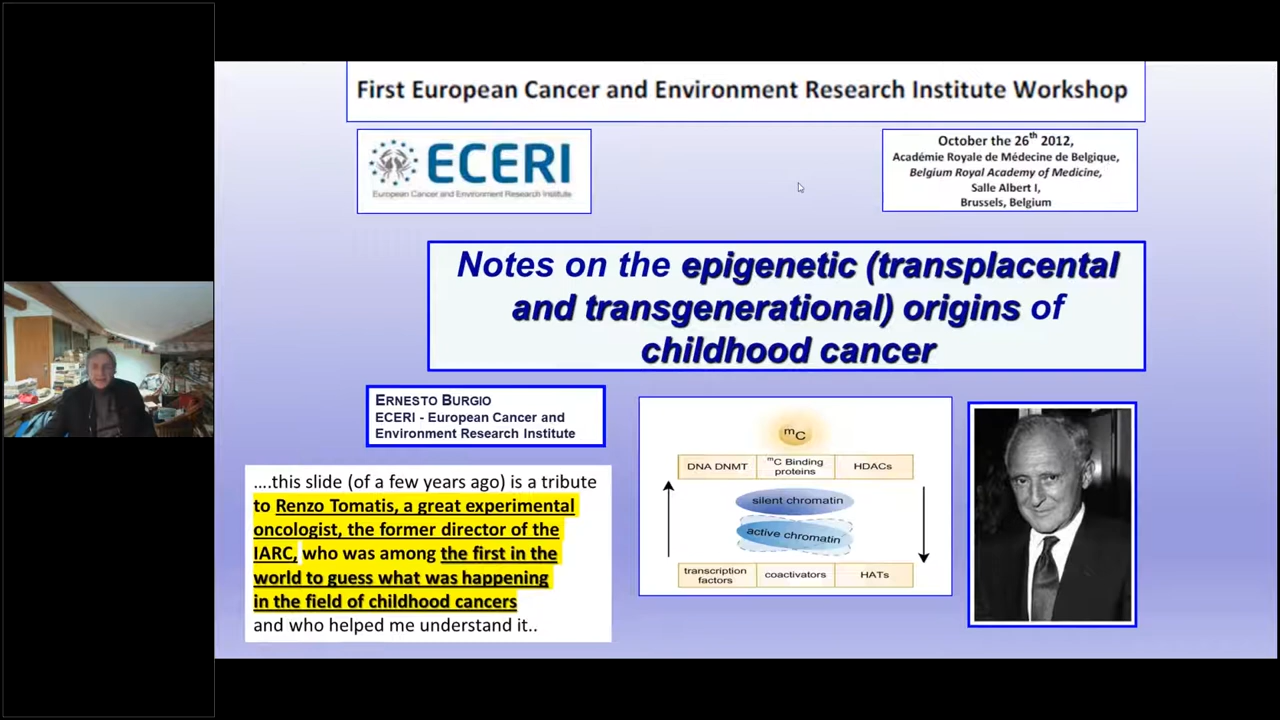 First European Cancer and Environment Research Institute Workshop
ECERI
European Cancer and Environment Research Institute
October the 26th 2012,
Académie Royale de Médecine de Belgique,
Belgium Royal Academy of Medicine,
Salle Albert I,
Brussels, Belgium
Notes on the epigenetic (transplacental
and transgenerational) origins of
childhood cancer
ERNESTO BURGIO
ECERI - European Cancer and
Environment Research Institute
....this slide (of a few years ago) is a tribute
to Renzo Tomatis, a great experimental
oncologist, the former director of the
IARC, who was among the first in the
world to guess what was happening
in the field of childhood cancers
and who helped me understand it..
mC
DNA DNMT
mC Binding
proteins
HDACs
silent chromatin
active chromatin
transcription
factors
coactivators
HATs